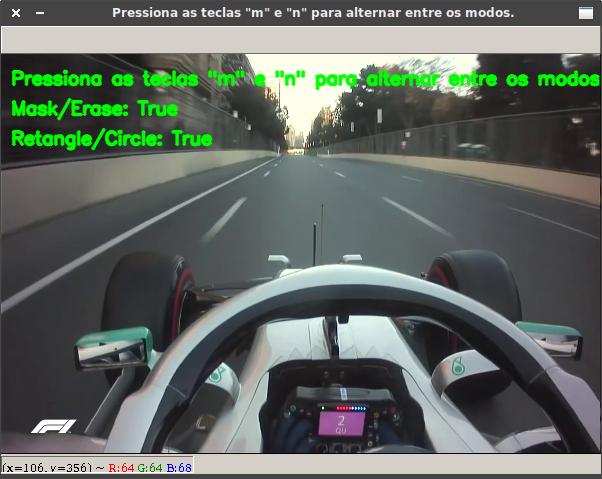 Pressiona as teclas "m" e "n" para alternar entre os modos.
Pressiona as teclas "m" e "n" para alternar entre os modos
Mask/Erase: True
Retangle/Circle: True
2
QU
F1
(x=106, y=356) ~ R:64 G:64 B:68